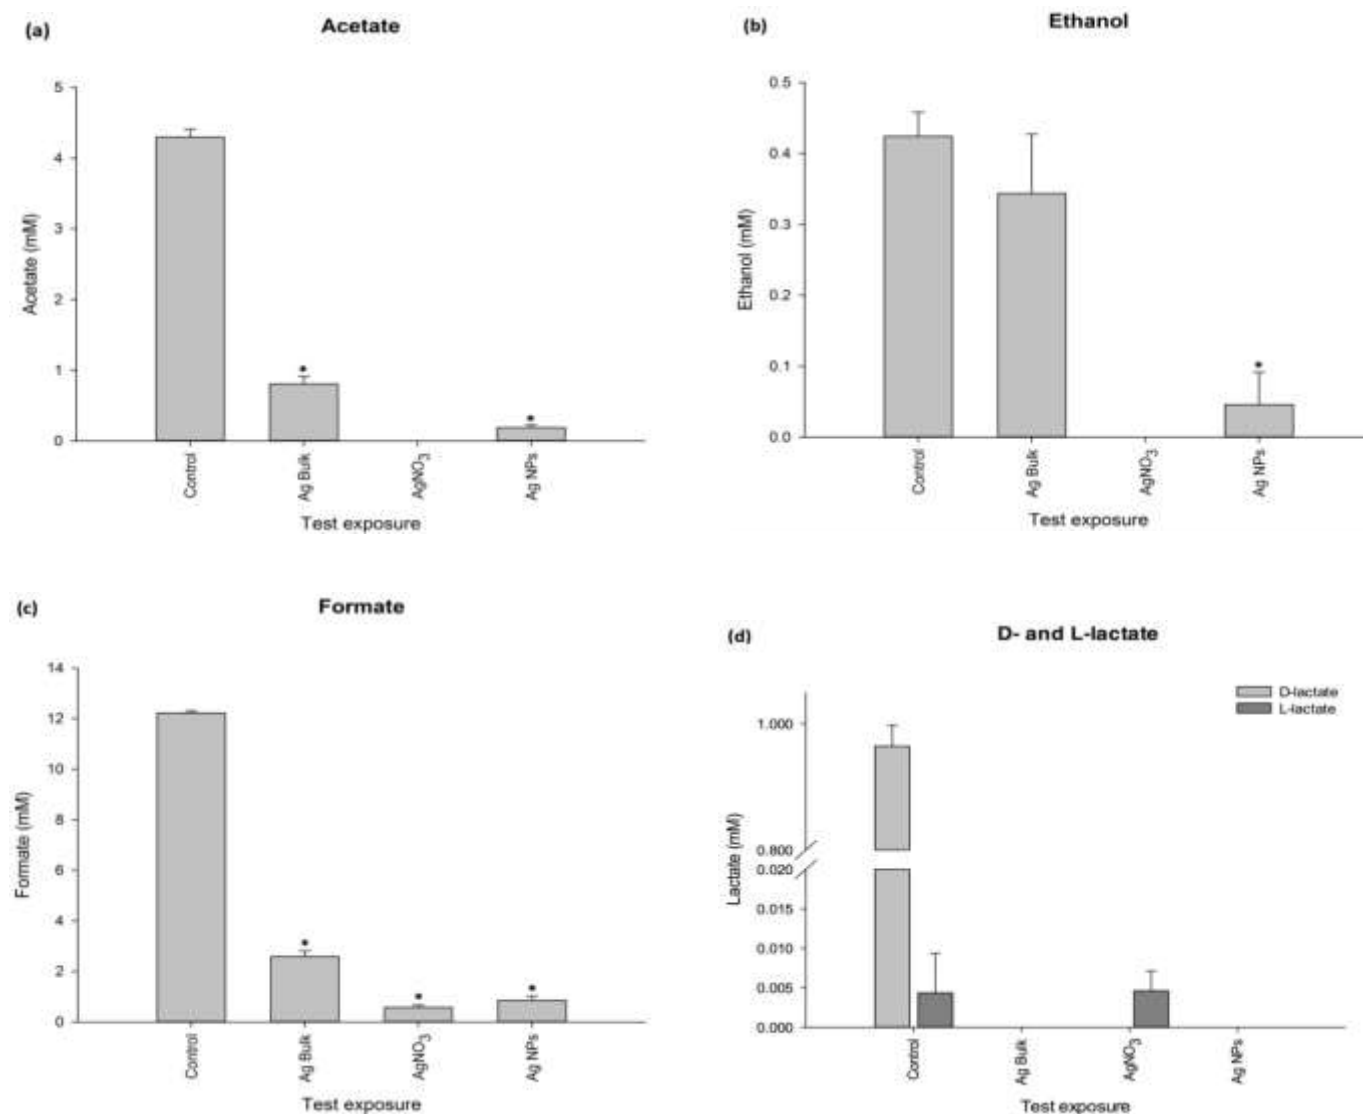 (a)
Acetate
5
4
3
2
1
0
Acetate (mM)
*
*
Control
Ag Bulk
AgNO3
Ag NPs
Test exposure
(b)
Ethanol
0.5
0.4
0.3
0.2
0.1
0.0
Ethanol (mM)
*
Control
Ag Bulk
AgNO3
Ag NPs
Test exposure
(c)
Formate
14
12
10
8
6
4
2
0
Formate (mM)
*
*
*
Control
Ag Bulk
AgNO3
Ag NPs
Test exposure
(d)
D- and L-lactate
D-lactate
L-lactate
1.000
0.800
0.020
0.015
0.010
0.005
0.000
Lactate (mM)
Control
Ag Bulk
AgNO3
Ag NPs
Test exposure